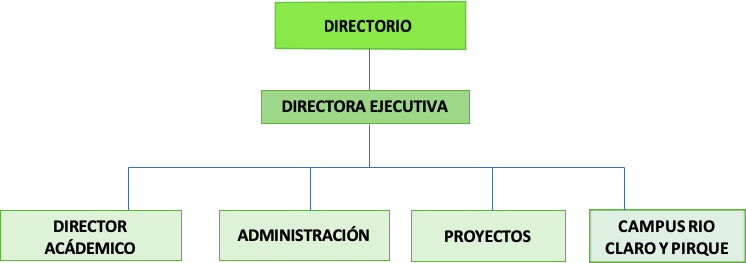 DIRECTORIO
DIRECTORA EJECUTIVA
DIRECTOR
ACÁDEMICO
ADMINISTRACIÓN
PROYECTOS
CAMPUS RIO
CLARO Y PIRQUE